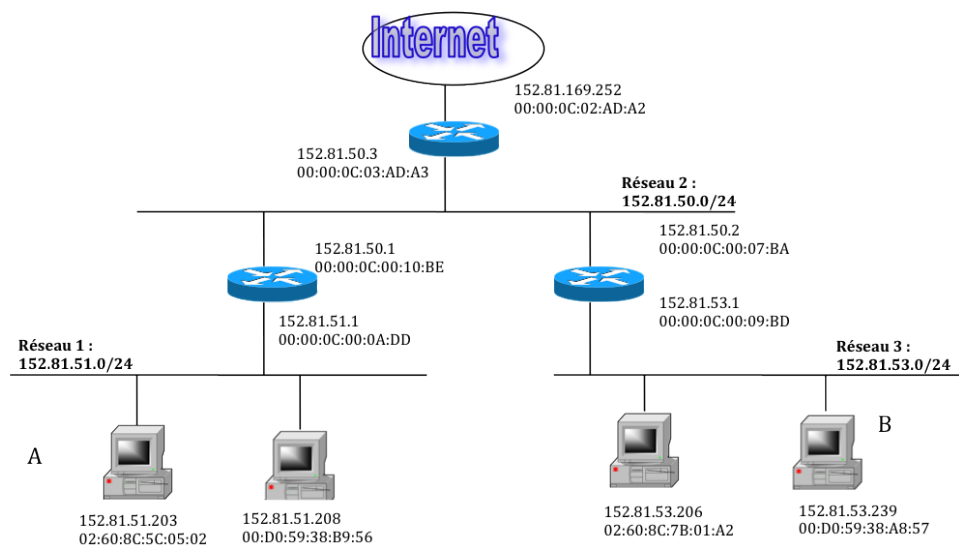 Internet
152.81.169.252
00:00:0C:02:AD:A2
152.81.50.3
00:00:0C:03:AD:A3
Réseau 2 :
152.81.50.0/24
152.81.50.1
00:00:0C:00:10:BE
152.81.50.2
00:00:0C:00:07:BA
152.81.51.1
00:00:0C:00:0A:DD
152.81.53.1
00:00:0C:00:09:BD
Réseau 1 :
152.81.51.0/24
Réseau 3 :
152.81.53.0/24
A
B
152.81.51.203
02:60:8C:5C:05:02
152.81.51.208
00:D0:59:38:B9:56
152.81.53.206
02:60:8C:7B:01:A2
152.81.53.239
00:D0:59:38:A8:57